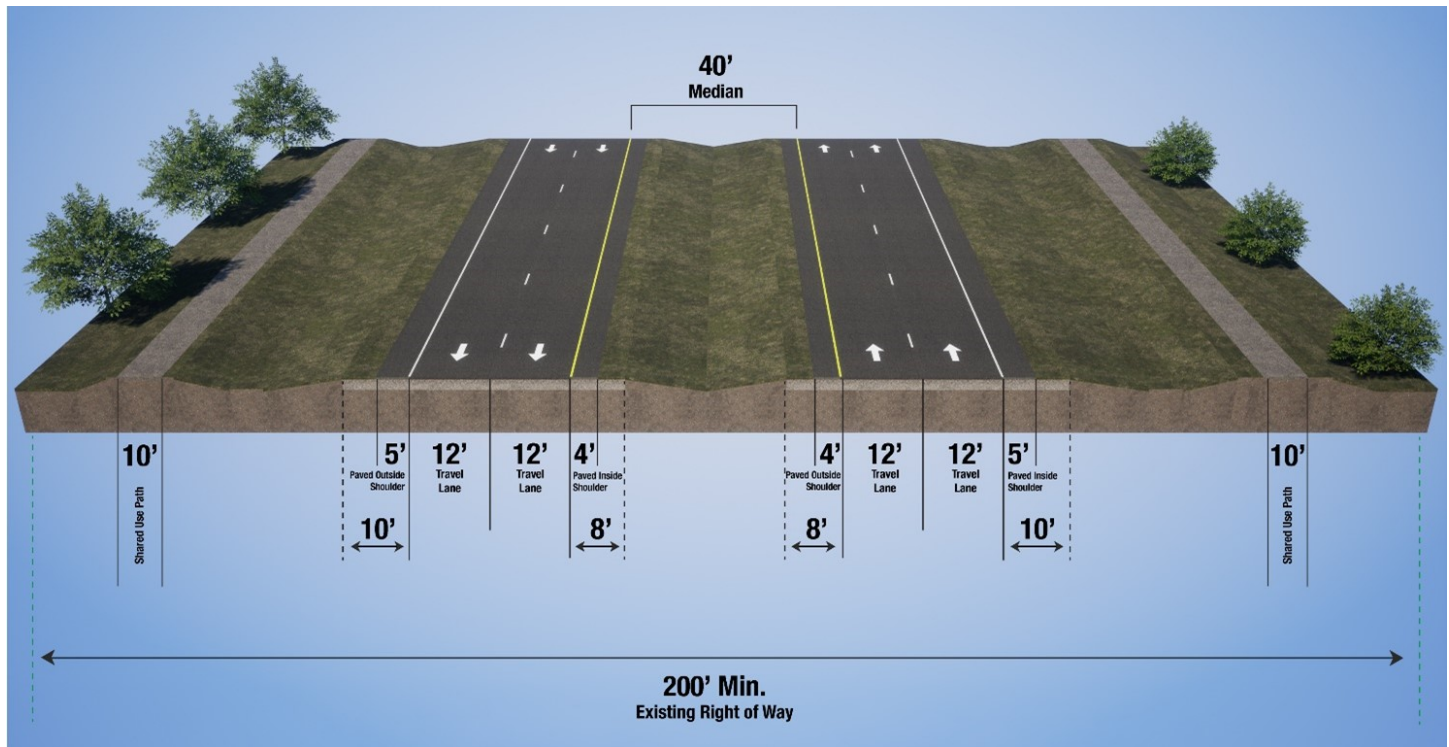 40’
Median
10’
Shared Use Path
5’
Paved Outside
Shoulder
12’
Travel
Lane
12’
Travel
Lane
4’
Paved Inside
Shoulder
10’
8’
4’
Paved Outside
Shoulder
12’
Travel
Lane
12’
Travel
Lane
5’
Paved Inside
Shoulder
8’
10’
10’
Shared Use Path
200’ Min.
Existing Right of Way